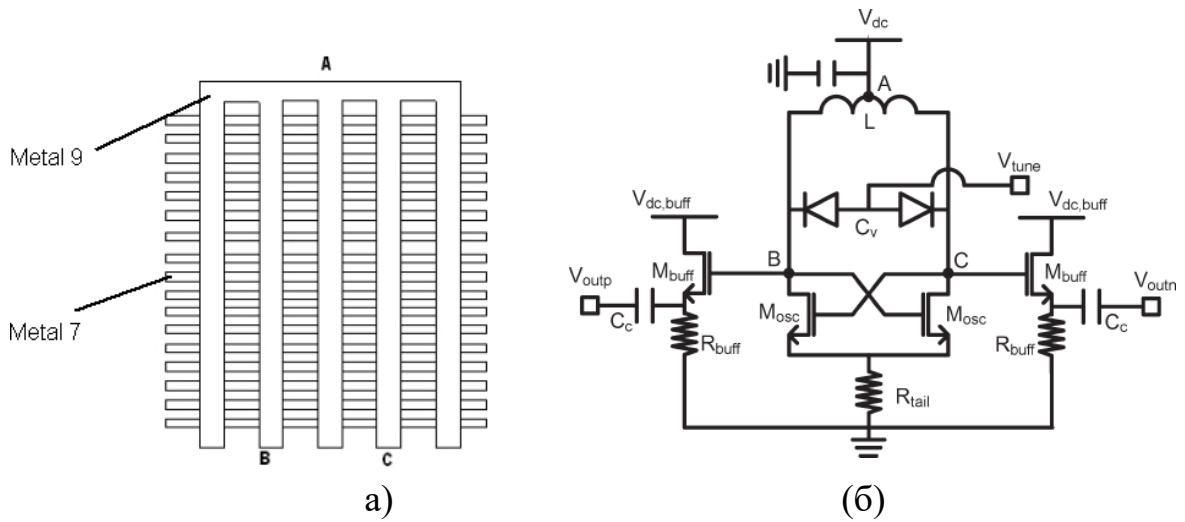 A
Metal 9
Metal 7
B
C
а)
V_dc
A
L
V_tune
C_v
V_dc,buff
V_dc,buff
B
C
M_buff
M_buff
V_outp
V_outn
C_c
C_c
M_osc
M_osc
R_buff
R_buff
R_tail
(б)